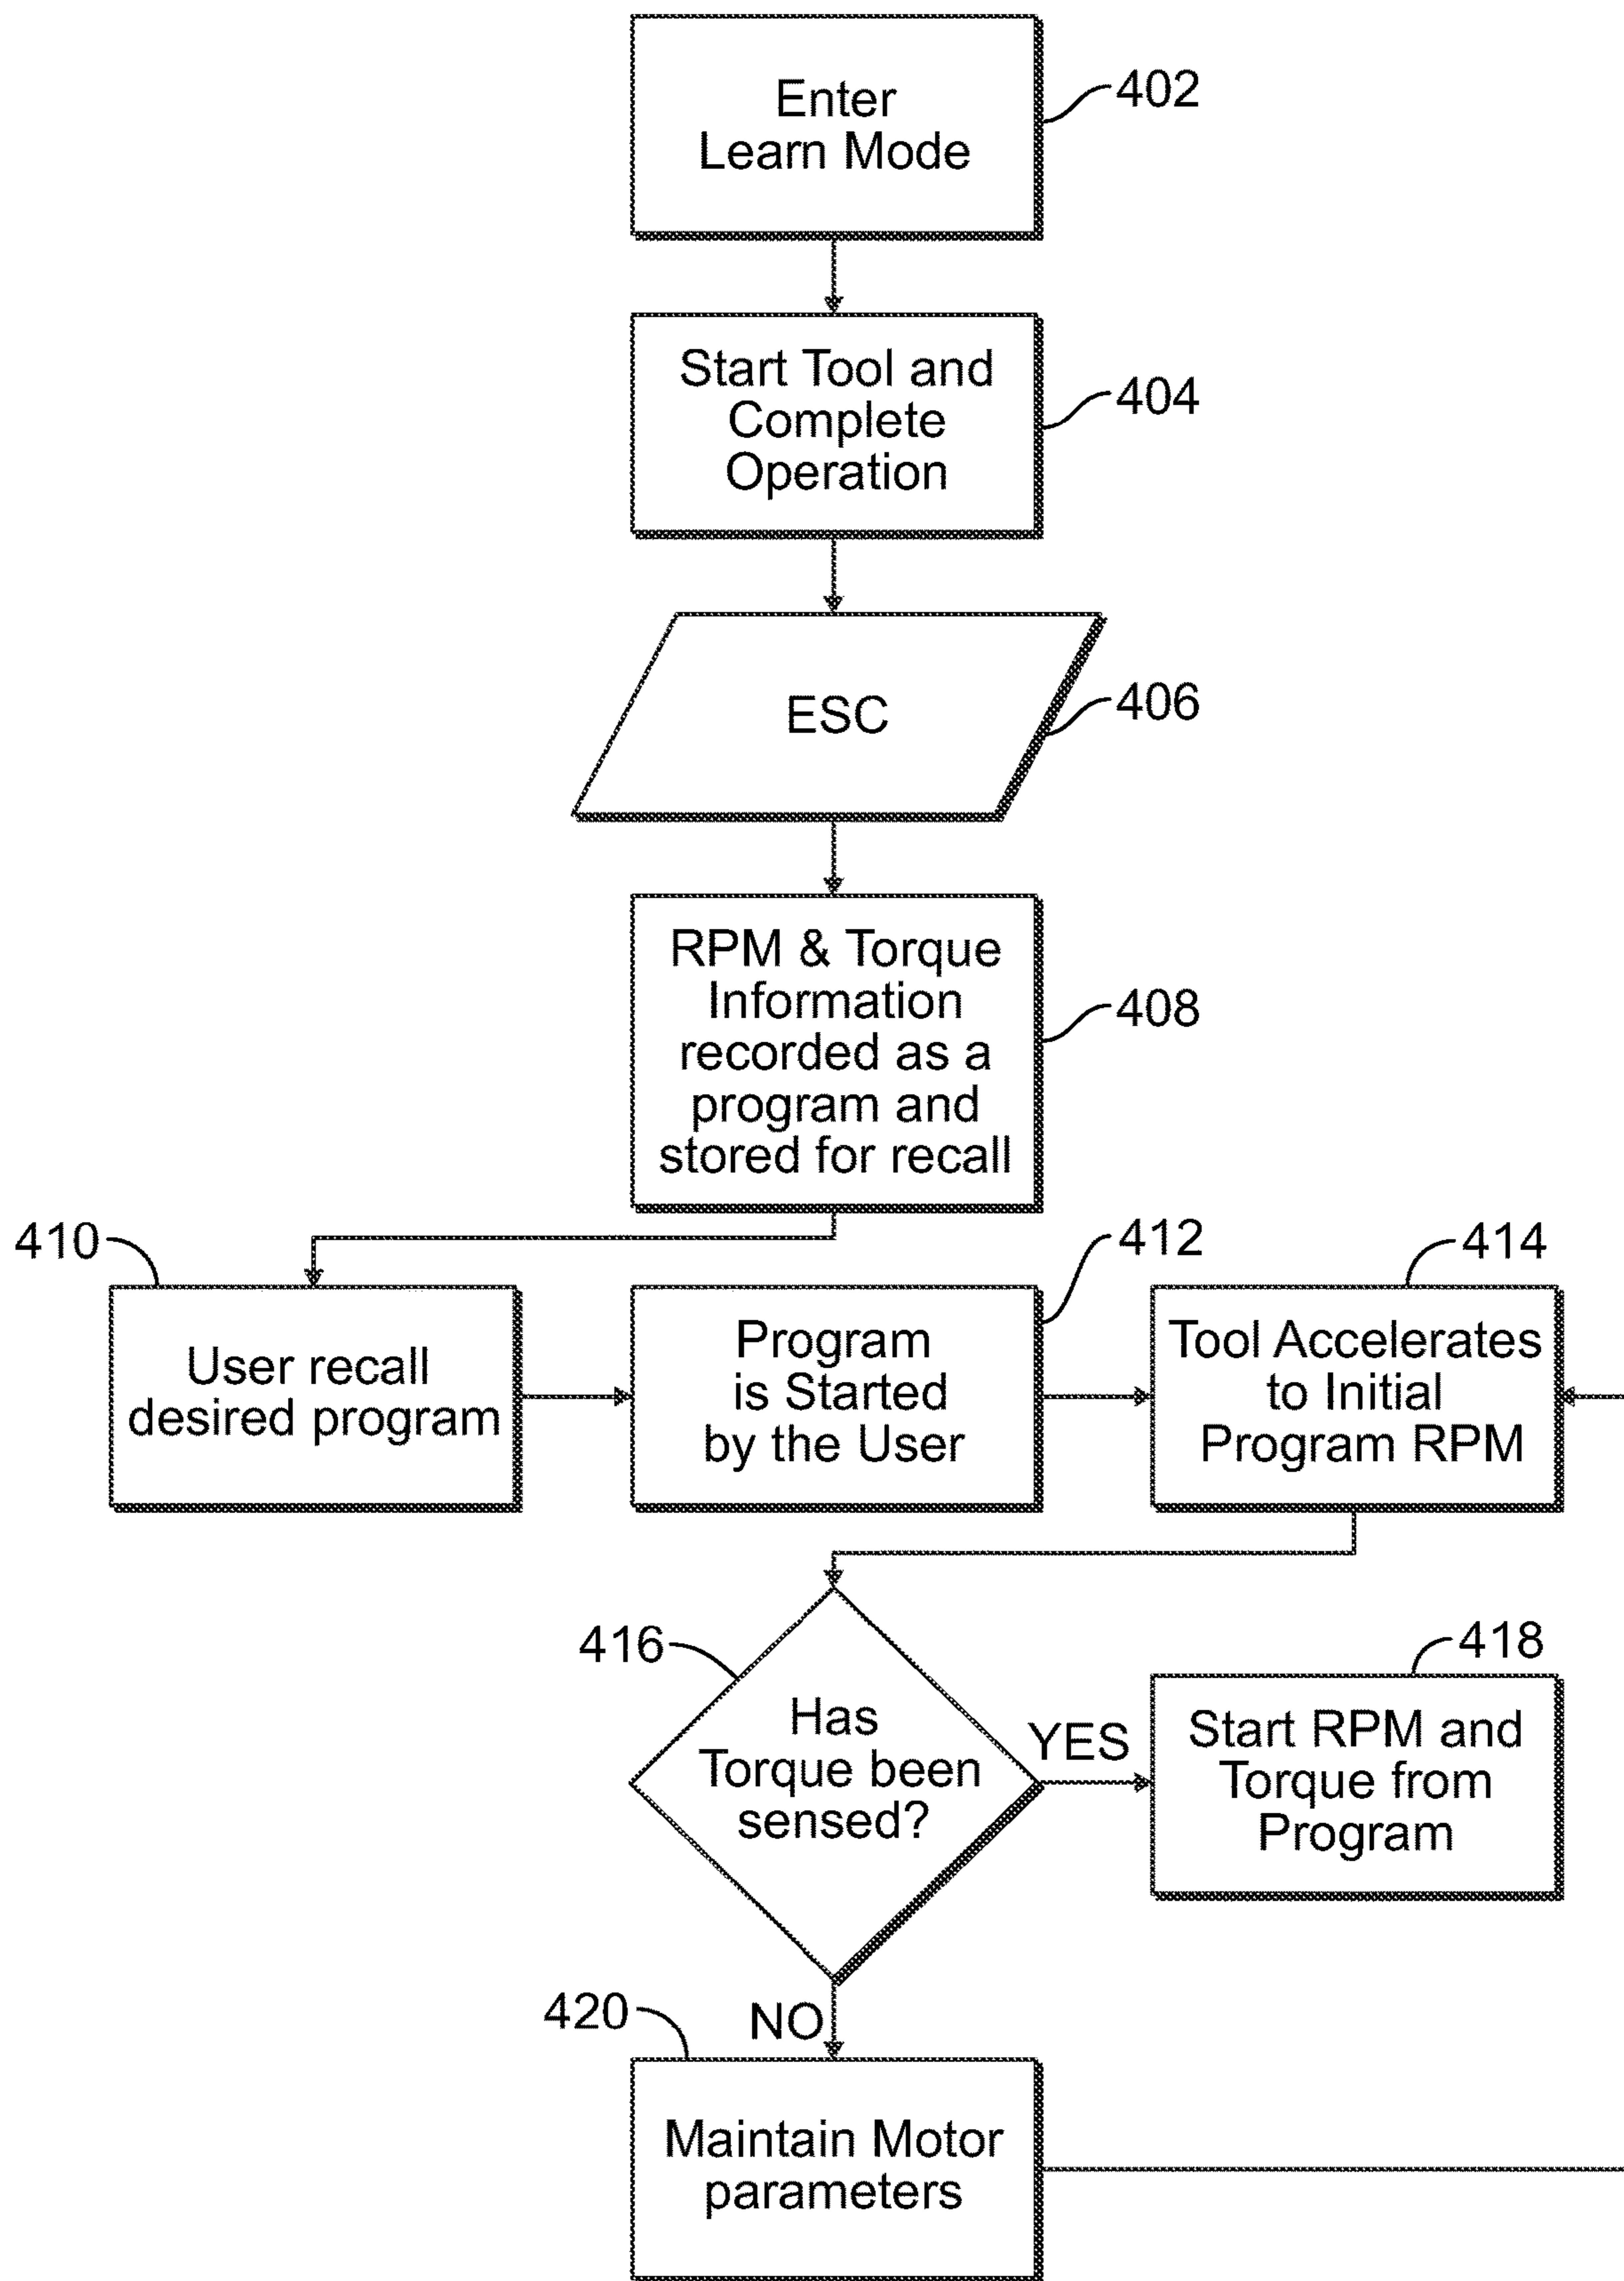 Enter
Learn Mode
402
Start Tool and
Complete
Operation
404
ESC
406
RPM & Torque
Information
recorded as a
program and
stored for recall
408
410
User recall
desired program
412
Program
is Started
by the User
414
Tool Accelerates
to Initial
Program RPM
416
Has
Torque been
sensed?
YES
418
Start RPM and
Torque from
Program
NO
420
Maintain Motor
parameters